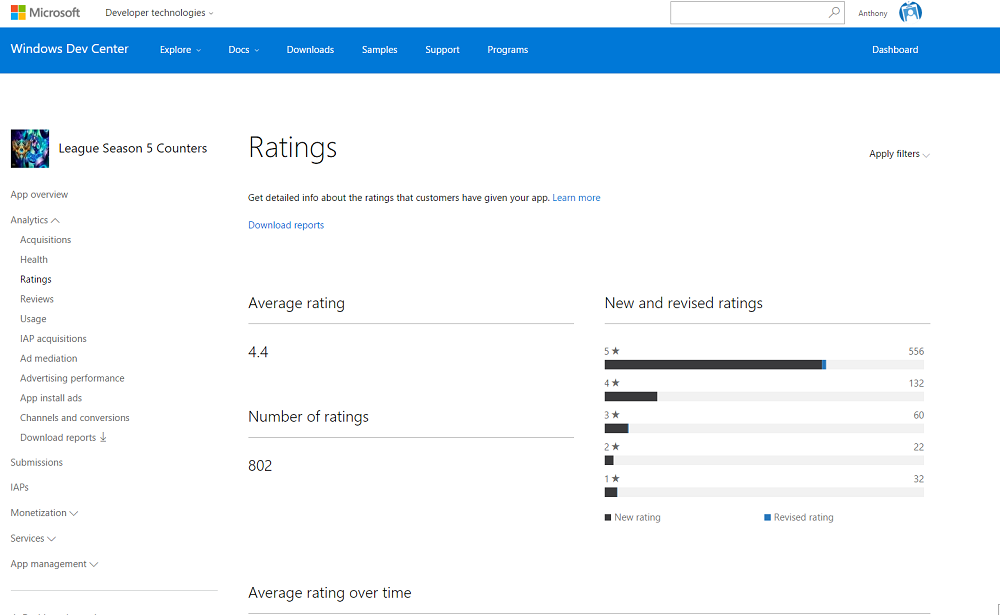 Microsoft Developer technologies Anthony
Windows Dev Center Explore Docs Downloads Samples Support Programs Dashboard
League Season 5 Counters
App overview
Analytics
Acquisitions
Health
Ratings
Reviews
Usage
IAP acquisitions
Ad mediation
Advertising performance
App install ads
Channels and conversions
Download reports
Submissions
IAPs
Monetization
Services
App management
Ratings
Apply filters
Get detailed info about the ratings that customers have given your app. Learn more
Download reports
Average rating
4.4
Number of ratings
802
New and revised ratings
5★ 556
4★ 132
3★ 60
2★ 22
1★ 32
New rating Revised rating
Average rating over time